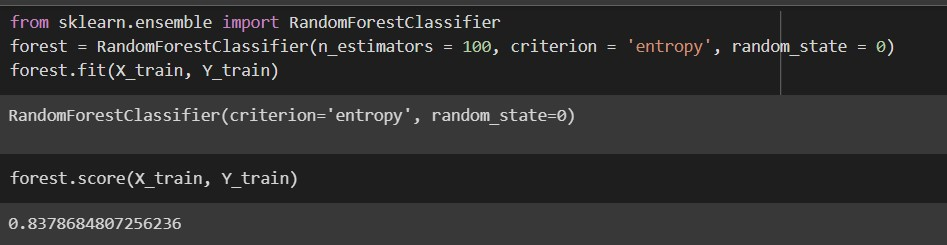 from sklearn.ensemble import RandomForestClassifier
forest = RandomForestClassifier(n_estimators = 100, criterion = 'entropy', random_state = 0)
forest.fit(X_train, Y_train)
RandomForestClassifier(criterion='entropy', random_state=0)
forest.score(X_train, Y_train)
0.8378684807256236